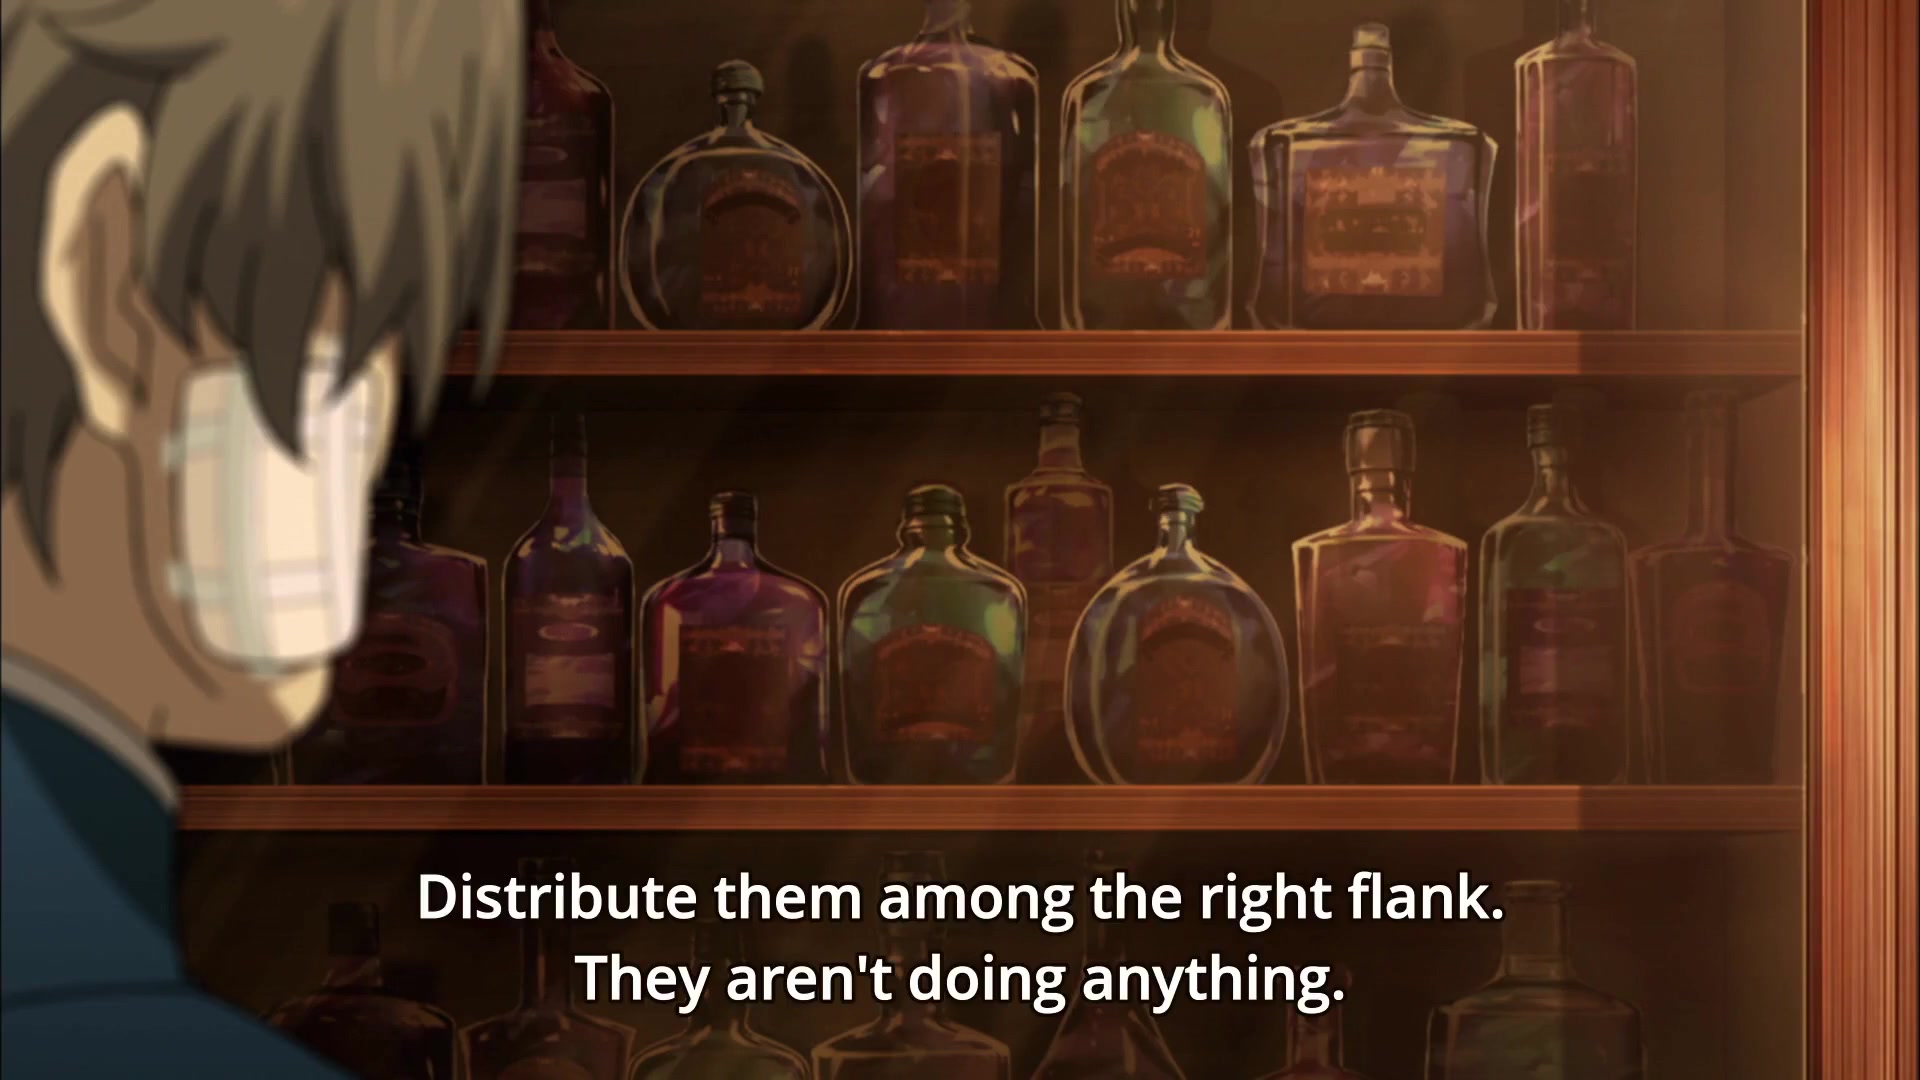 Distribute them among the right flank.
They aren't doing anything.